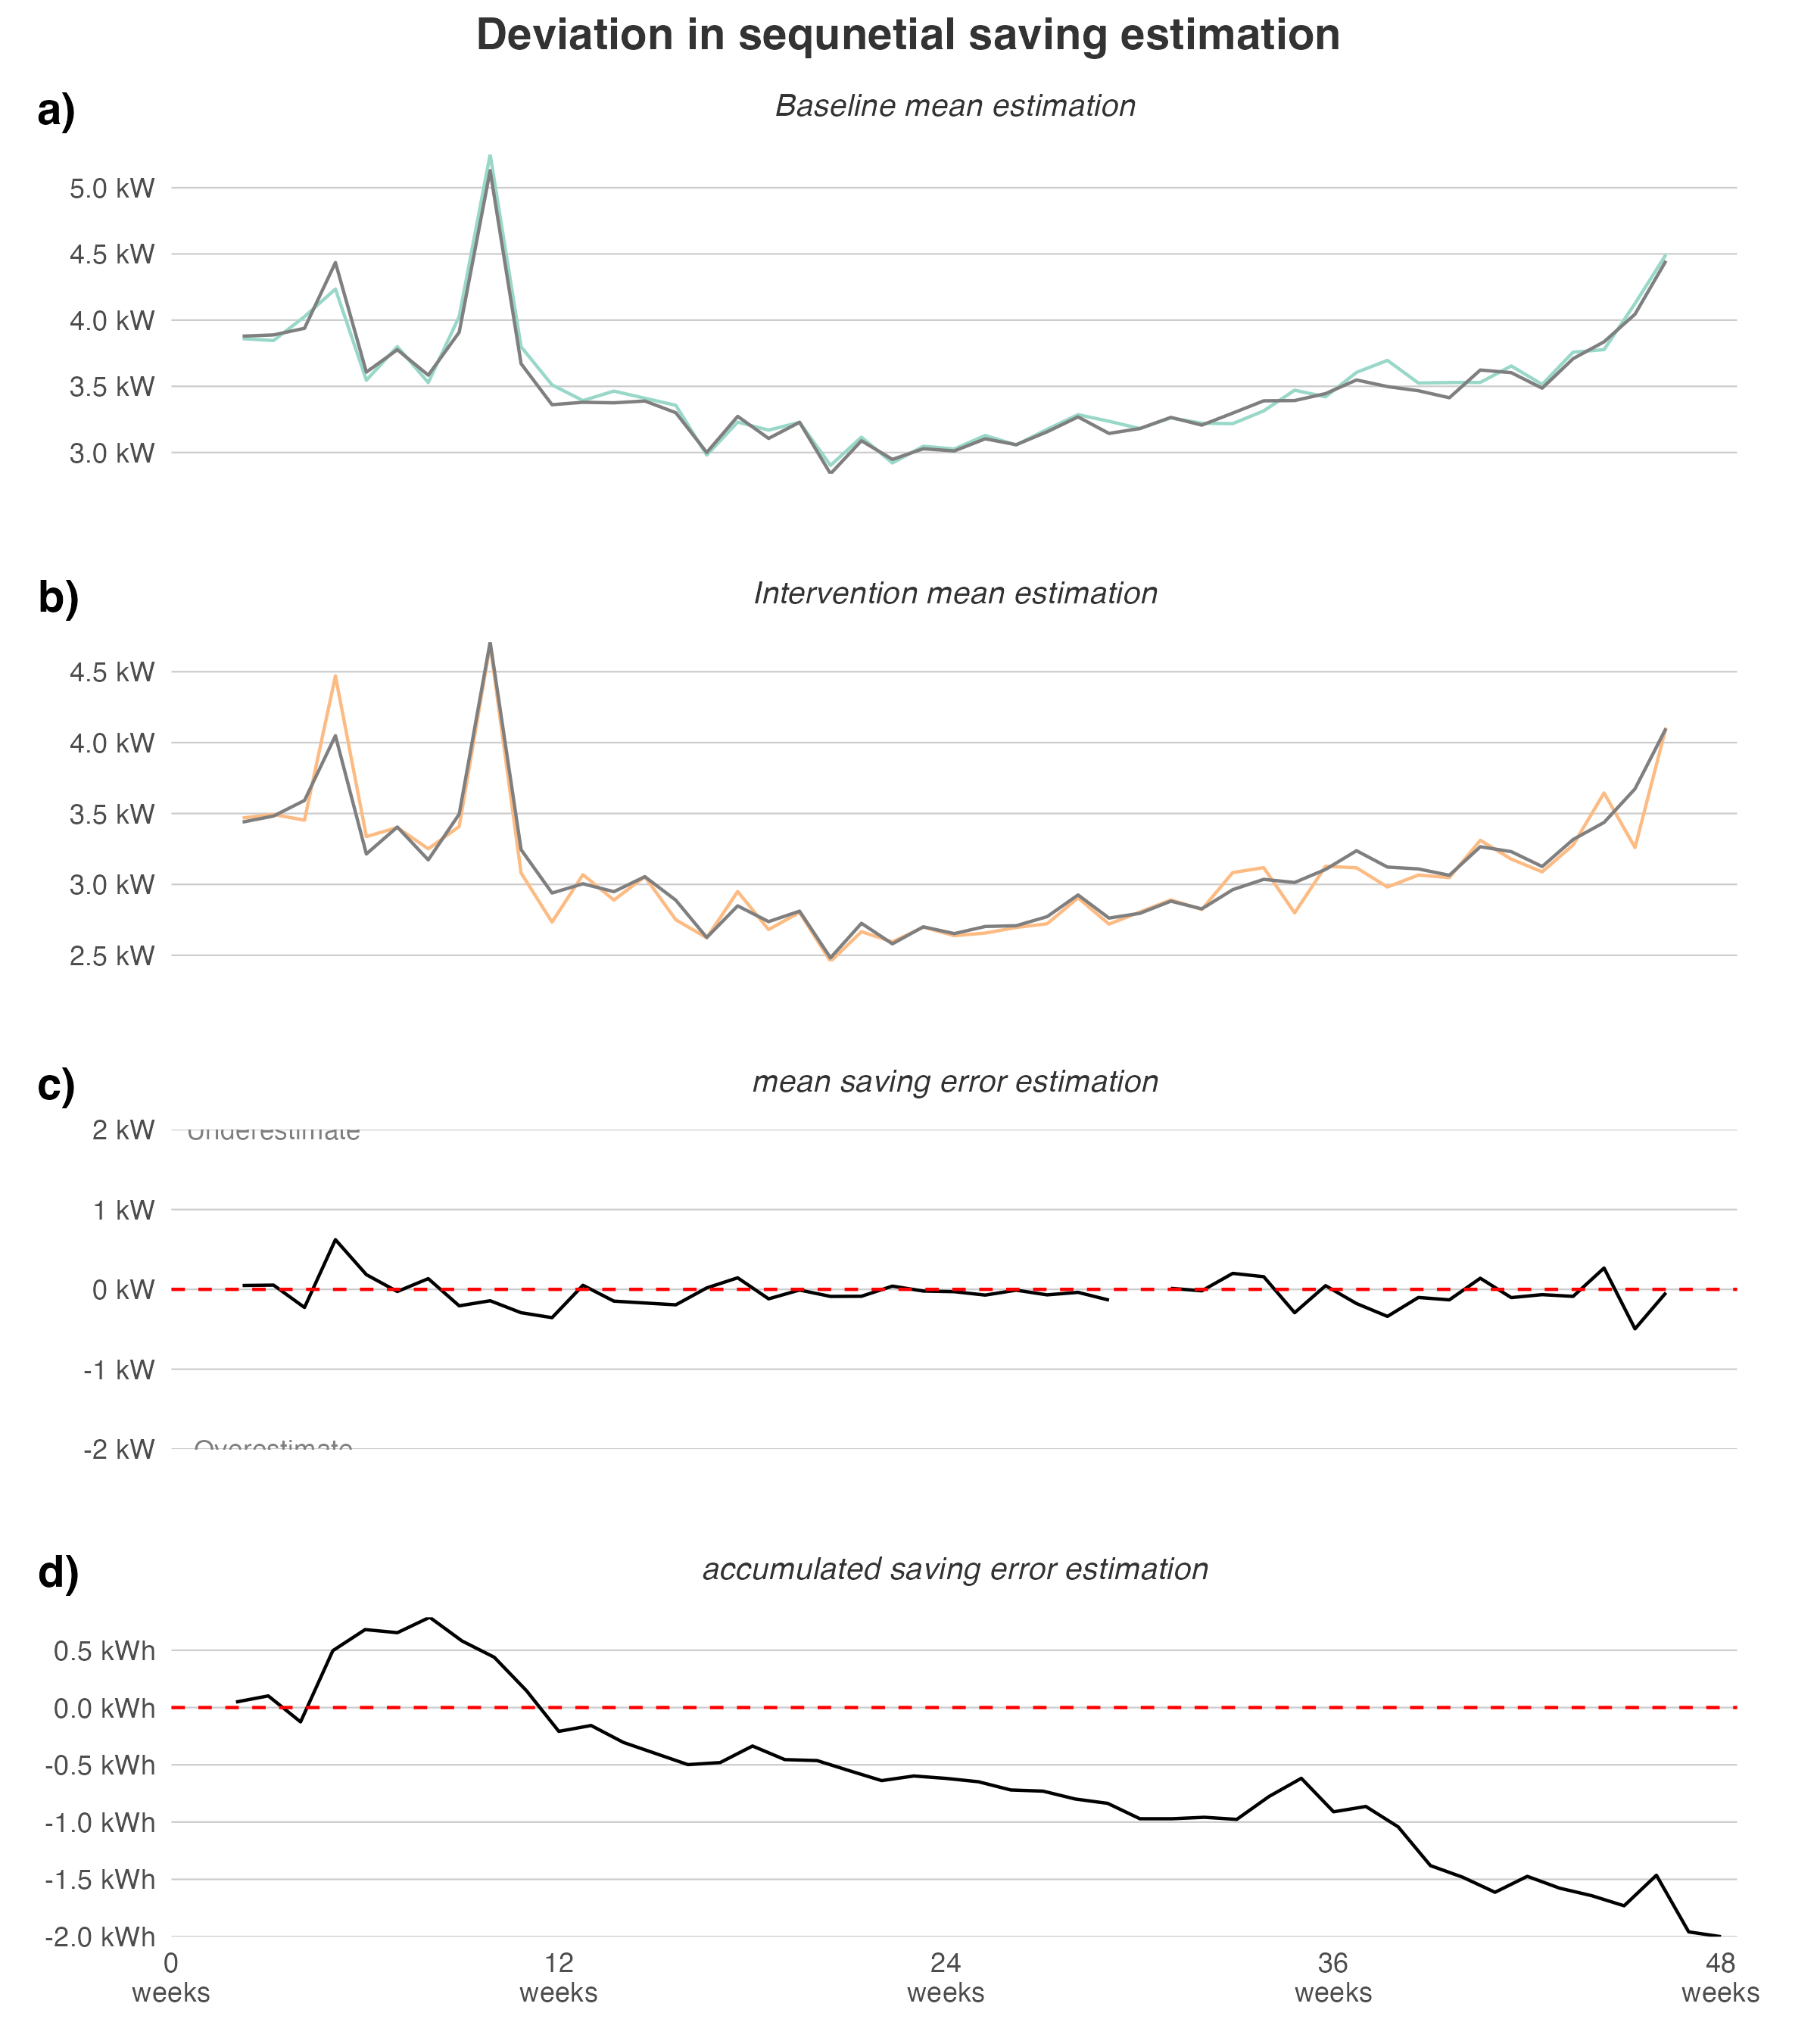 Deviation in sequnetial saving estimation
a)
Baseline mean estimation
5.0 kW
4.5 kW
4.0 kW
3.5 kW
3.0 kW
b)
Intervention mean estimation
4.5 kW
4.0 kW
3.5 kW
3.0 kW
2.5 kW
c)
mean saving error estimation
2 kW
Underestimate
1 kW
0 kW
-1 kW
-2 kW
Overestimate
d)
accumulated saving error estimation
0.5 kWh
0.0 kWh
-0.5 kWh
-1.0 kWh
-1.5 kWh
-2.0 kWh
0 12 24 36 48
weeks weeks weeks weeks weeks